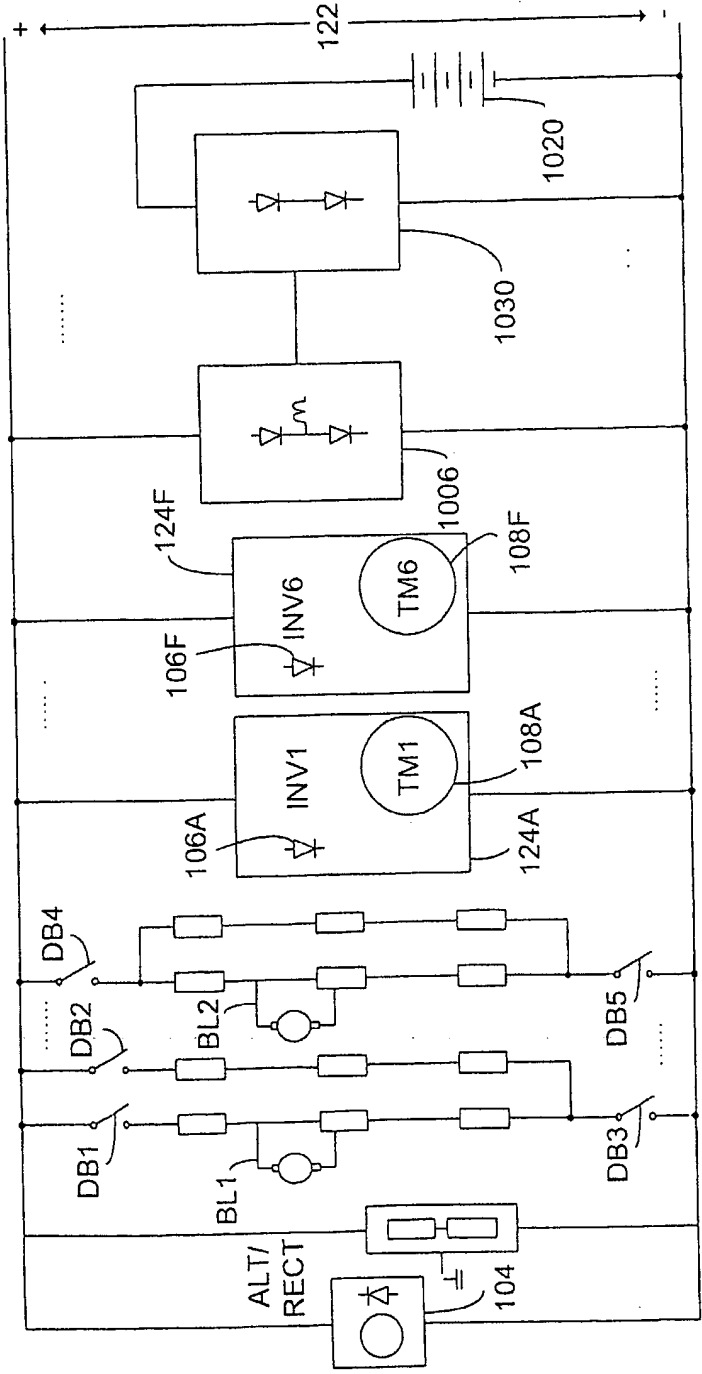 +
122
-
1020
1030
1006
124F
INV6
106F
TM6
108F
INV1
106A
TM1
108A
124A
DB4
DB2
DB1
BL2
BL1
DB5
DB3
ALT/
RECT
104